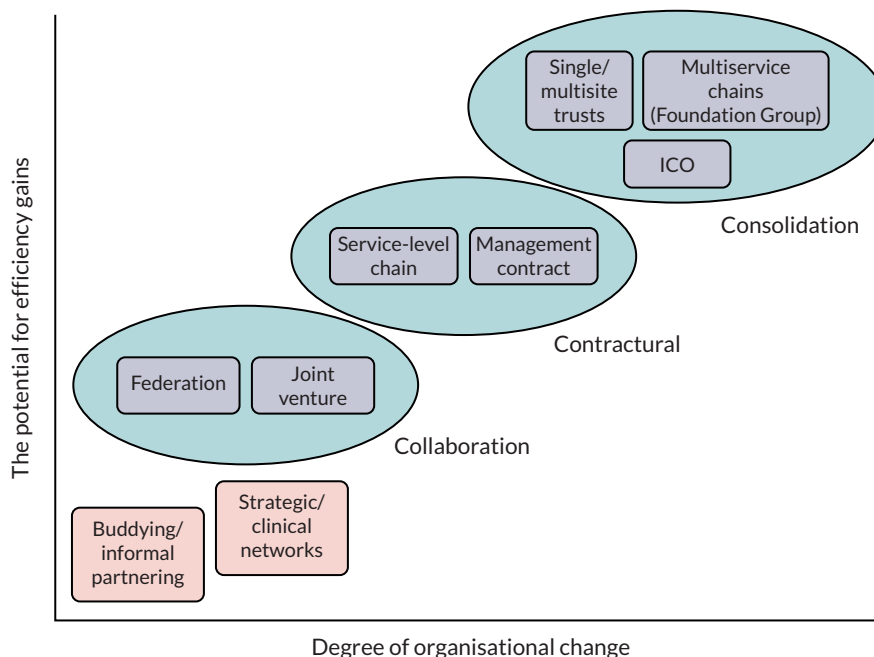 The potential for efficiency gains
Single/
multisite
trusts
Multiservice
chains
(Foundation Group)
ICO
Consolidation
Service-level
chain
Management
contract
Contractural
Federation
Joint
venture
Collaboration
Buddying/
informal
partnering
Strategic/
clinical
networks
Degree of organisational change